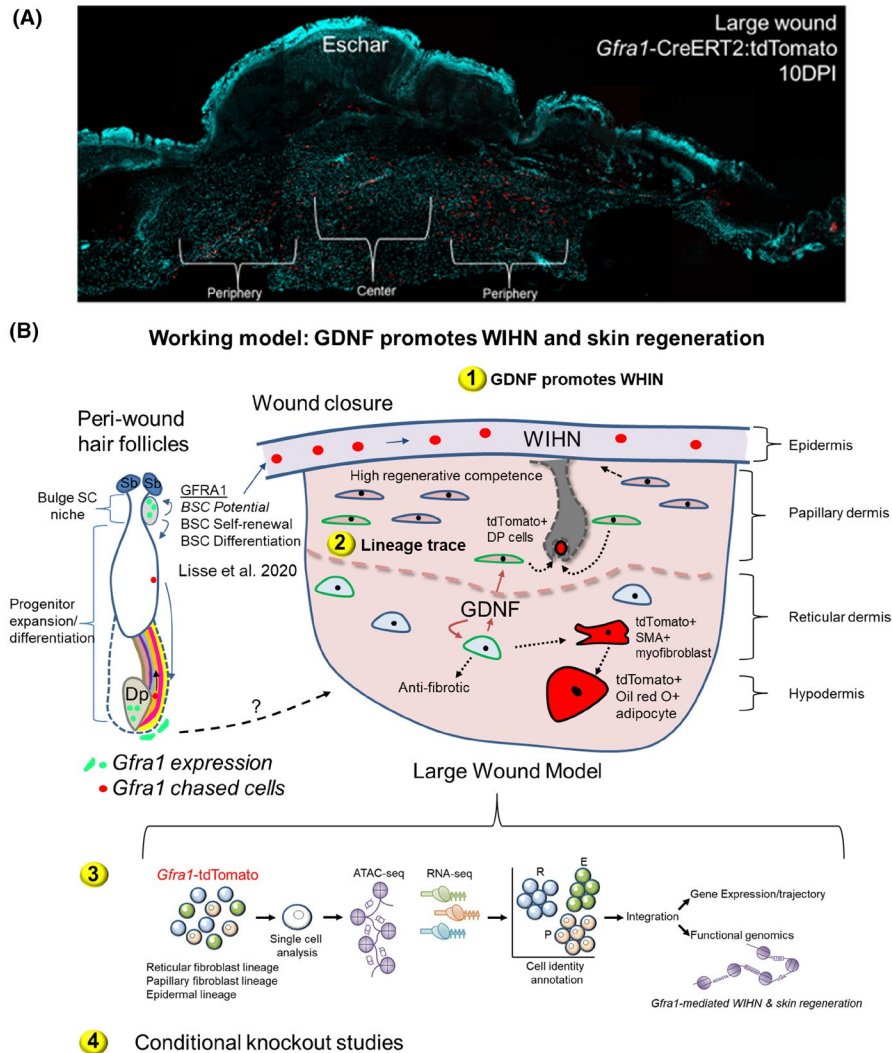 (A)
Large wound
Gfra1-CreERT2:tdTomato
10DPI
Eschar
Periphery
Center
Periphery
(B)
Working model: GDNF promotes WIHN and skin regeneration
1
GDNF promotes WHIN
Peri-wound
hair follicles
Wound closure
WIHN
Epidermis
Sb
Sb
Bulge SC
niche
GFRA1
BSC Potential
BSC Self-renewal
BSC Differentiation
Lisse et al. 2020
High regenerative competence
tdTomato+
DP cells
Papillary dermis
2
Lineage trace
Progenitor
expansion/
differentiation
GDNF
Reticular dermis
tdTomato+
SMA+
myofibroblast
Anti-fibrotic
tdTomato+
Oil red O+
adipocyte
Hypodermis
Dp
?
Gfra1 expression
Gfra1 chased cells
Large Wound Model
3
Gfra1-tdTomato
Reticular fibroblast lineage
Papillary fibroblast lineage
Epidermal lineage
Single cell
analysis
ATAC-seq
RNA-seq
R
E
P
Cell identity
annotation
Integration
Gene Expression/trajectory
Functional genomics
Gfra1-mediated WIHN & skin regeneration
4
Conditional knockout studies